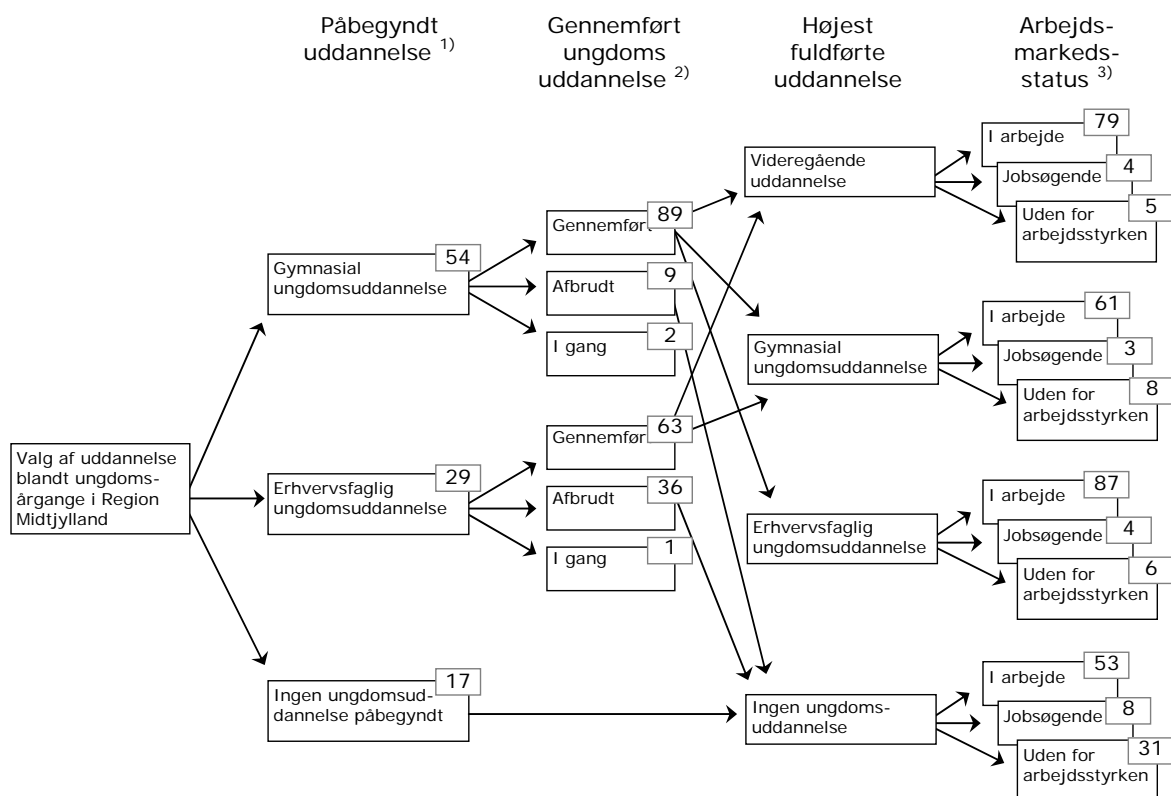 Påbegyndt
uddannelse 1)
Gennemført
ungdoms
uddannelse 2)
Højest
fuldførte
uddannelse
Arbejds-
markeds-
status 3)
Valg af uddannelse
blandt ungdoms-
årgange i Region
Midtjylland
Gymnasial
ungdomsuddannelse
54
Erhvervsfaglig
ungdomsuddannelse
29
Ingen ungdomsud-
dannelse påbegyndt
17
Gennemført
89
Afbrudt
9
I gang
2
Gennemør
63
Afbrudt
36
I gang
1
Videregående
uddannelse
Gymnasial
ungdomsuddannelse
Erhvervsfaglig
ungdomsuddannelse
Ingen ungdoms-
uddannelse
I arbejde
79
Jobsøgende
4
Uden for
arbejdsstyrken
5
I arbejde
61
Jobsøgende
3
Uden for
arbejdsstyrken
8
I arbejde
87
Jobsøgende
4
Uden for
arbejdsstyrken
6
I arbejde
53
Jobsøgende
8
Uden for
arbejdsstyrken
31